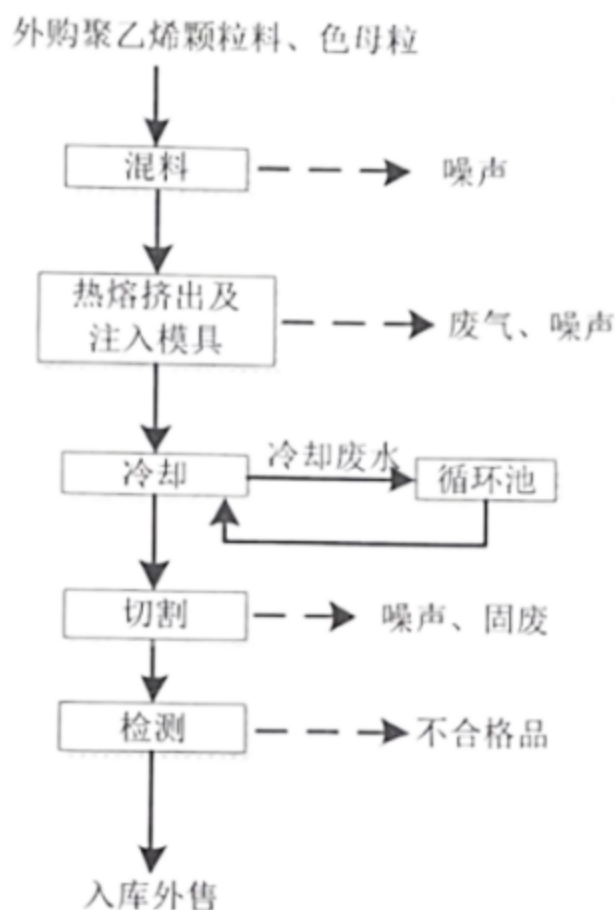 外购聚乙烯颗粒料、色母粒
混料
噪声
热熔挤出及
注入模具
废气、噪声
冷却
冷却废水
循环池
切割
噪声、固废
检测
不合格品
入库外售